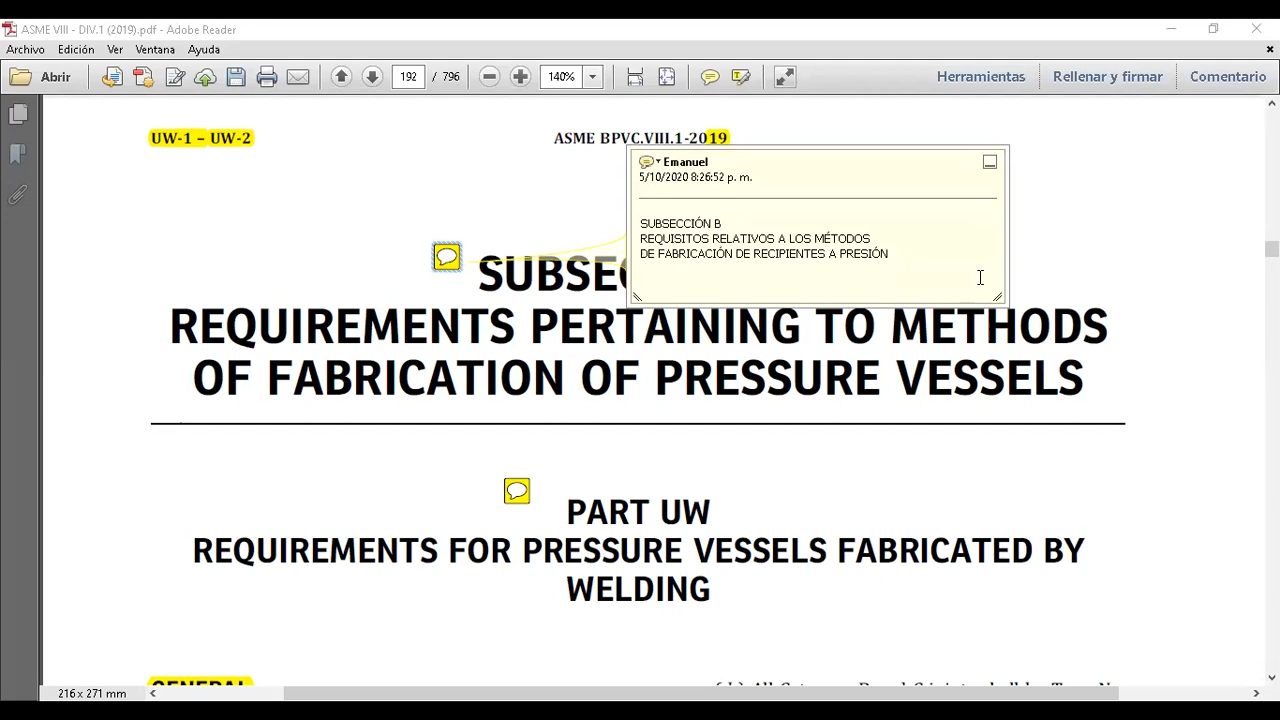 ASME VIII - DIV.1 (2019).pdf - Adobe Reader
Archivo Edición Ver Ventana Ayuda
Abrir 192 / 796 140% Herramientas Rellenar y firmar Comentario
UW-1 – UW-2 ASME BPVC.VIII.1-2019
Emanuel
5/10/2020 8:26:52 p. m.
SUBSECCIÓN B
REQUISITOS RELATIVOS A LOS MÉTODOS
DE FABRICACIÓN DE RECIPIENTES A PRESIÓN
SUBSEC
REQUIREMENTS PERTAINING TO METHODS
OF FABRICATION OF PRESSURE VESSELS
PART UW
REQUIREMENTS FOR PRESSURE VESSELS FABRICATED BY
WELDING
GENERAL
216 x 271 mm